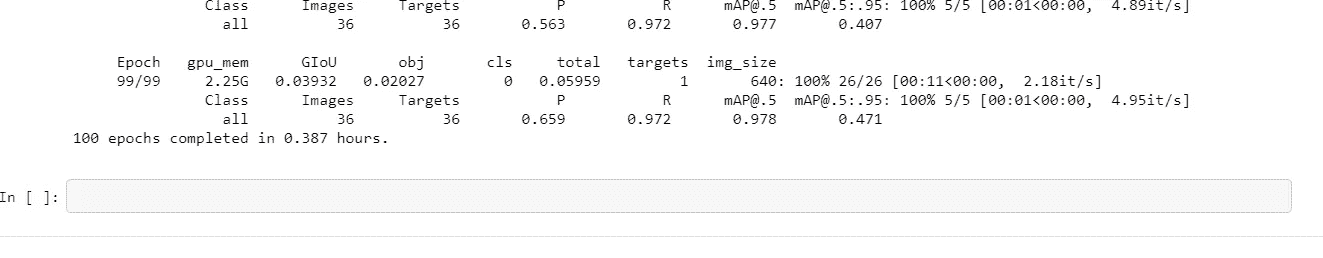 Class Images Targets P R mAP@.5 mAP@.5:.95: 100% 5/5 [00:01<00:00, 4.89it/s]
all 36 36 0.563 0.972 0.977 0.407
Epoch gpu_mem GIoU obj cls total targets img_size
99/99 2.25G 0.03932 0.02027 0 0.05959 1 640: 100% 26/26 [00:11<00:00, 2.18it/s]
Class Images Targets P R mAP@.5 mAP@.5:.95: 100% 5/5 [00:01<00:00, 4.95it/s]
all 36 36 0.659 0.972 0.978 0.471
100 epochs completed in 0.387 hours.
In [ ]: